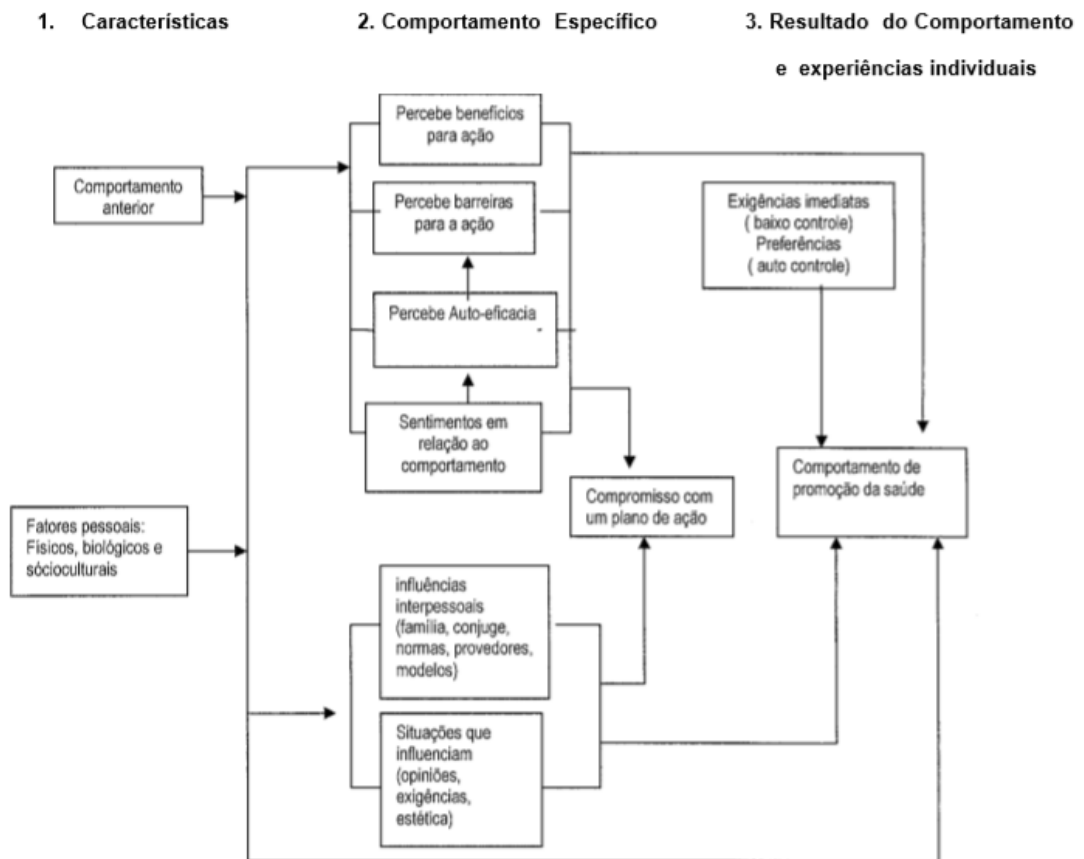 1. Características
2. Comportamento Específico
3. Resultado do Comportamento
e experiências individuais
Comportamento
anterior
Fatores pessoais:
Físicos, biológicos e
sócioculturais
Percebe benefícios
para ação
Percebe barreiras
para a ação
Percebe Auto-eficacia
Sentimentos em
relação ao
comportamento
Compromisso com
um plano de ação
influências
interpessoais
(família, conjuge,
normas, provedores,
modelos)
Situações que
influenciam
(opiniões,
exigências,
estética)
Exigências imediatas
( baixo controle)
Preferências
( auto controle)
Comportamento de
promoção da saúde